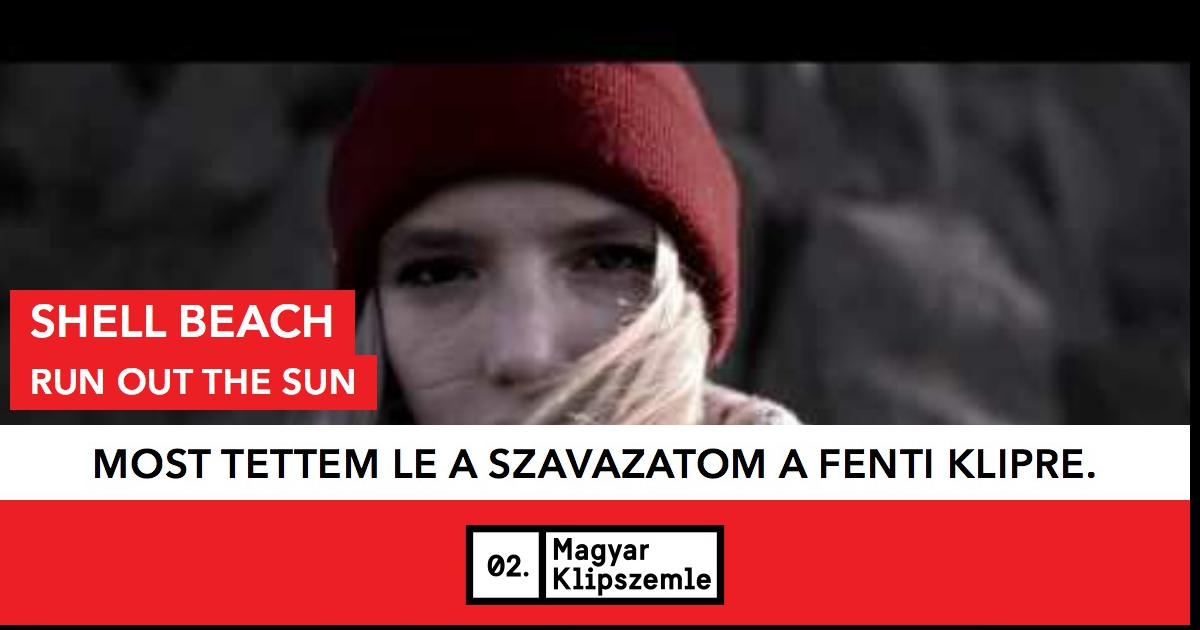 SHELL BEACH
RUN OUT THE SUN
MOST TETTEM LE A SZAVAZATOM A FENTI KLIPRE.
02. Magyar
Klipszemle